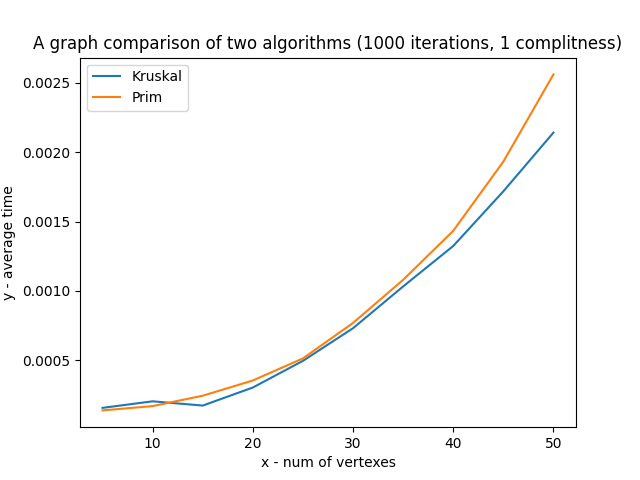 A graph comparison of two algorithms (1000 iterations, 1 complitness)
Kruskal
Prim
0.0025
0.0020
0.0015
0.0010
0.0005
y - average time
10 20 30 40 50
x - num of vertexes